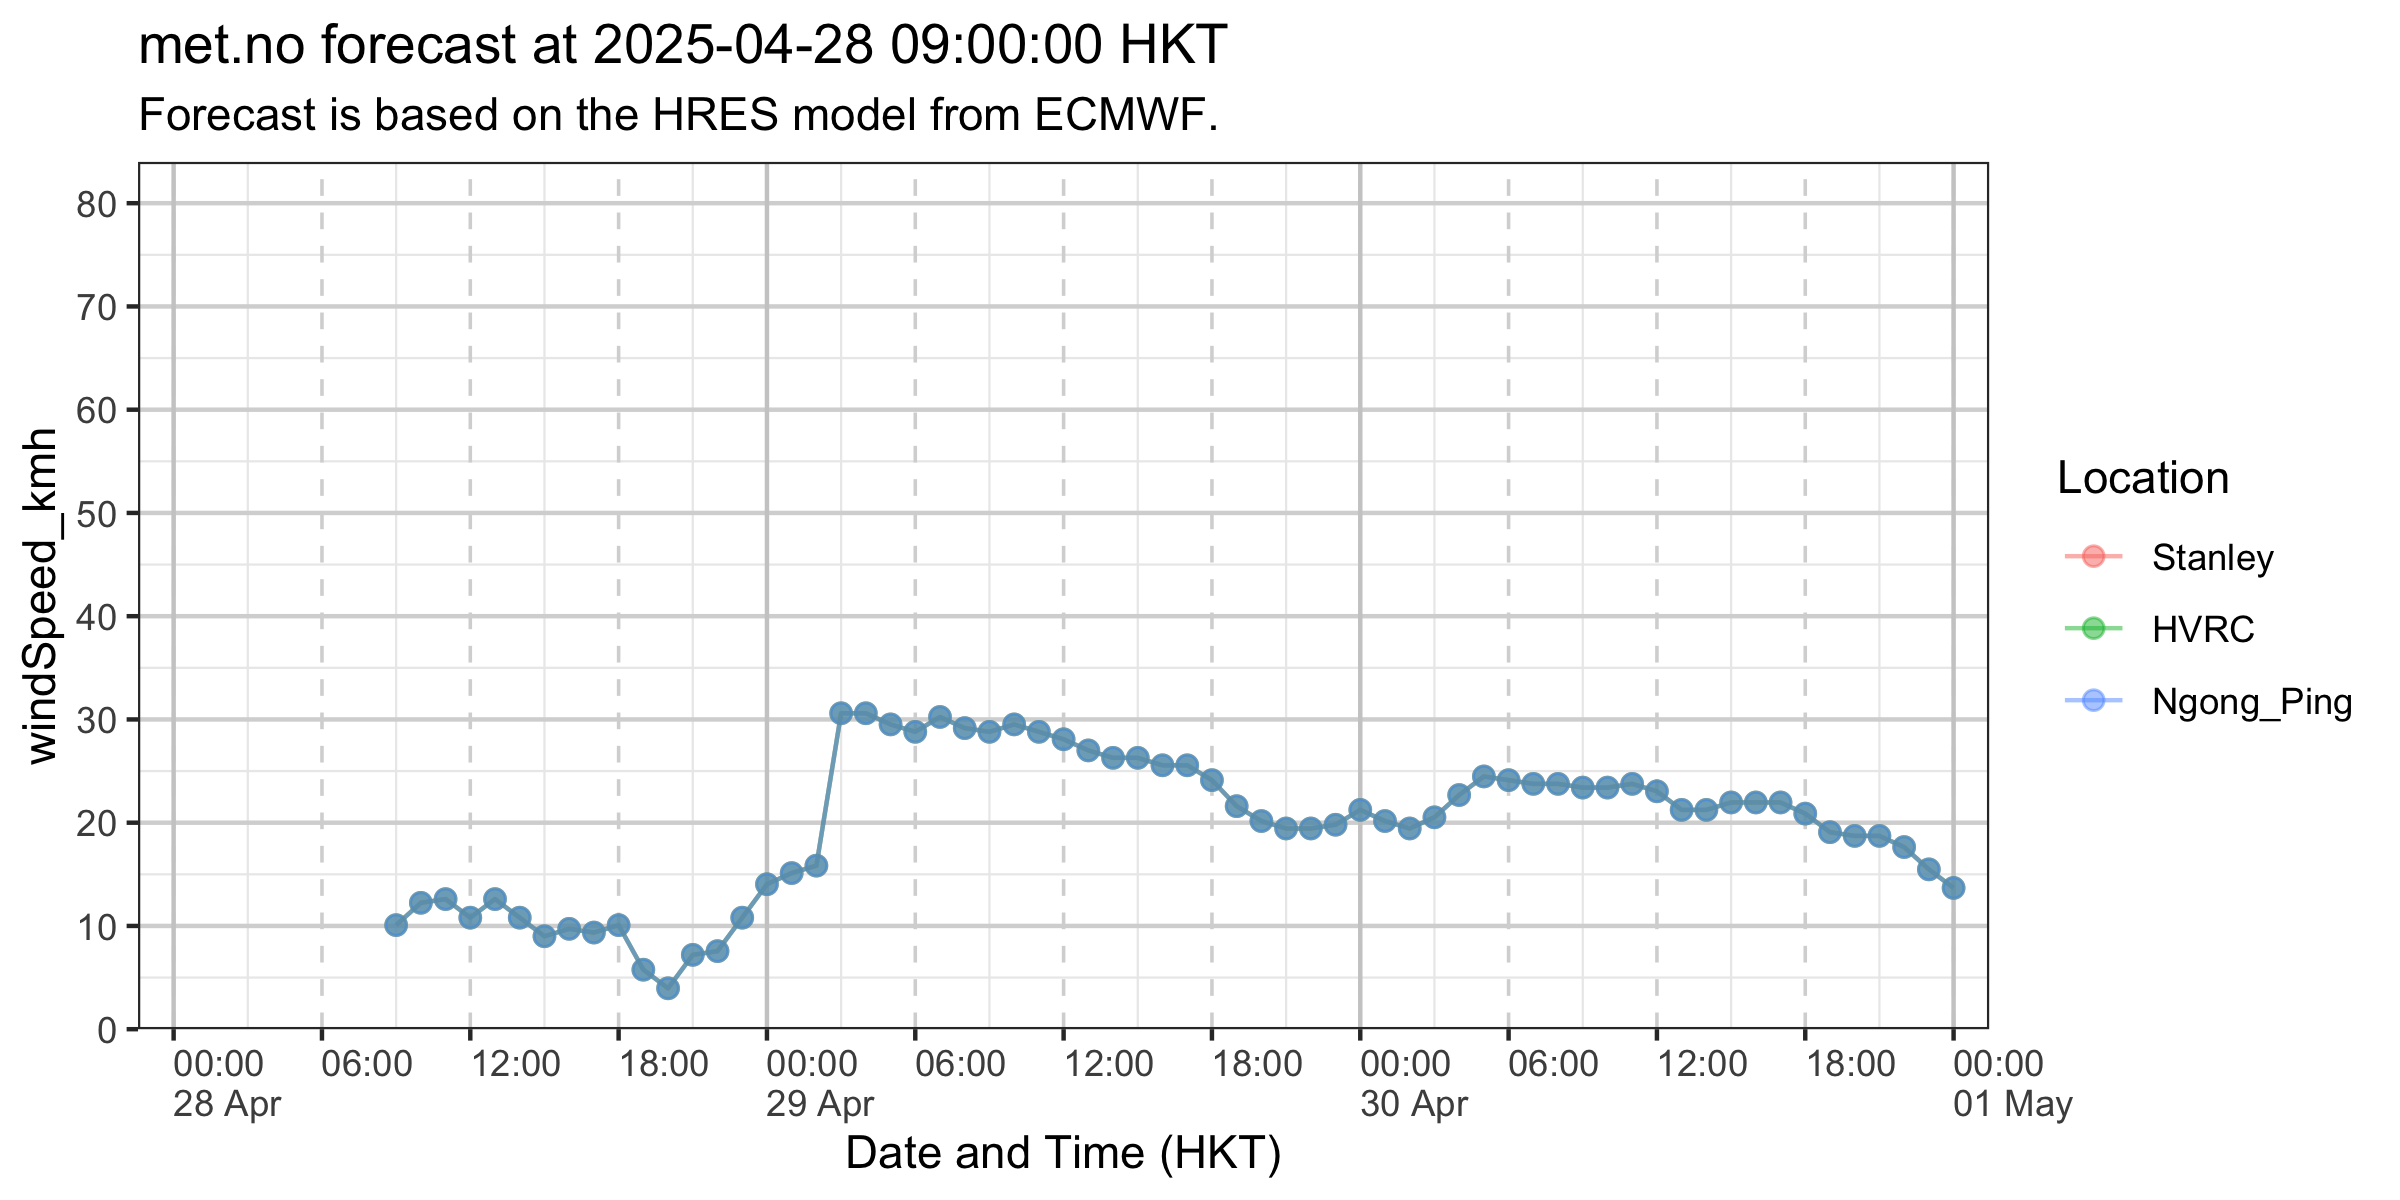 met.no forecast at 2025-04-28 09:00:00 HKT
Forecast is based on the HRES model from ECMWF.
windSpeed_kmh
80
70
60
50
40
30
20
10
0
00:00 06:00 12:00 18:00 00:00 06:00 12:00 18:00 00:00 06:00 12:00 18:00 00:00
28 Apr 29 Apr 30 Apr 01 May
Date and Time (HKT)
Location
Stanley
HVRC
Ngong_Ping